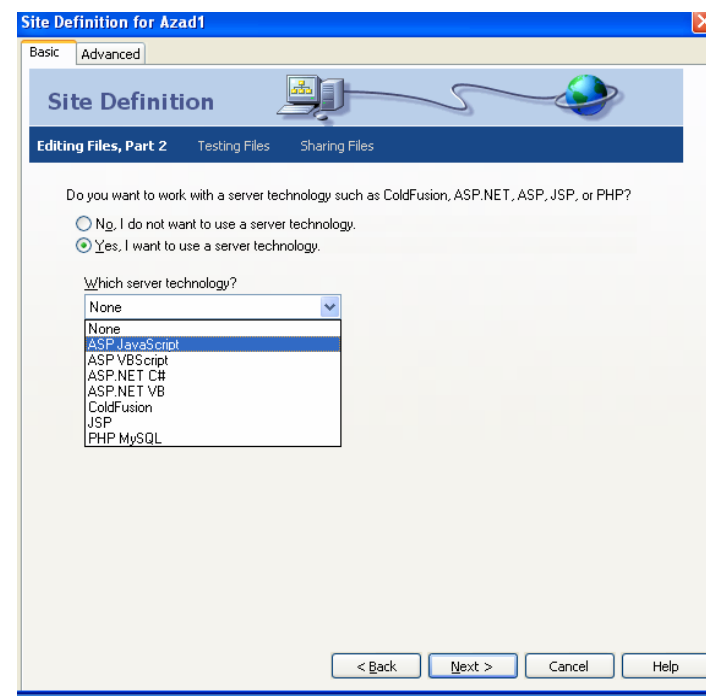 Site Definition for Azad1
Basic Advanced
Site Definition
Editing Files, Part 2 Testing Files Sharing Files
Do you want to work with a server technology such as ColdFusion, ASP.NET, ASP, JSP, or PHP?
No, I do not want to use a server technology.
Yes, I want to use a server technology.
Which server technology?
None
None
ASP JavaScript
ASP VBScript
ASP.NET C#
ASP.NET VB
ColdFusion
JSP
PHP MySQL
< Back Next > Cancel Help